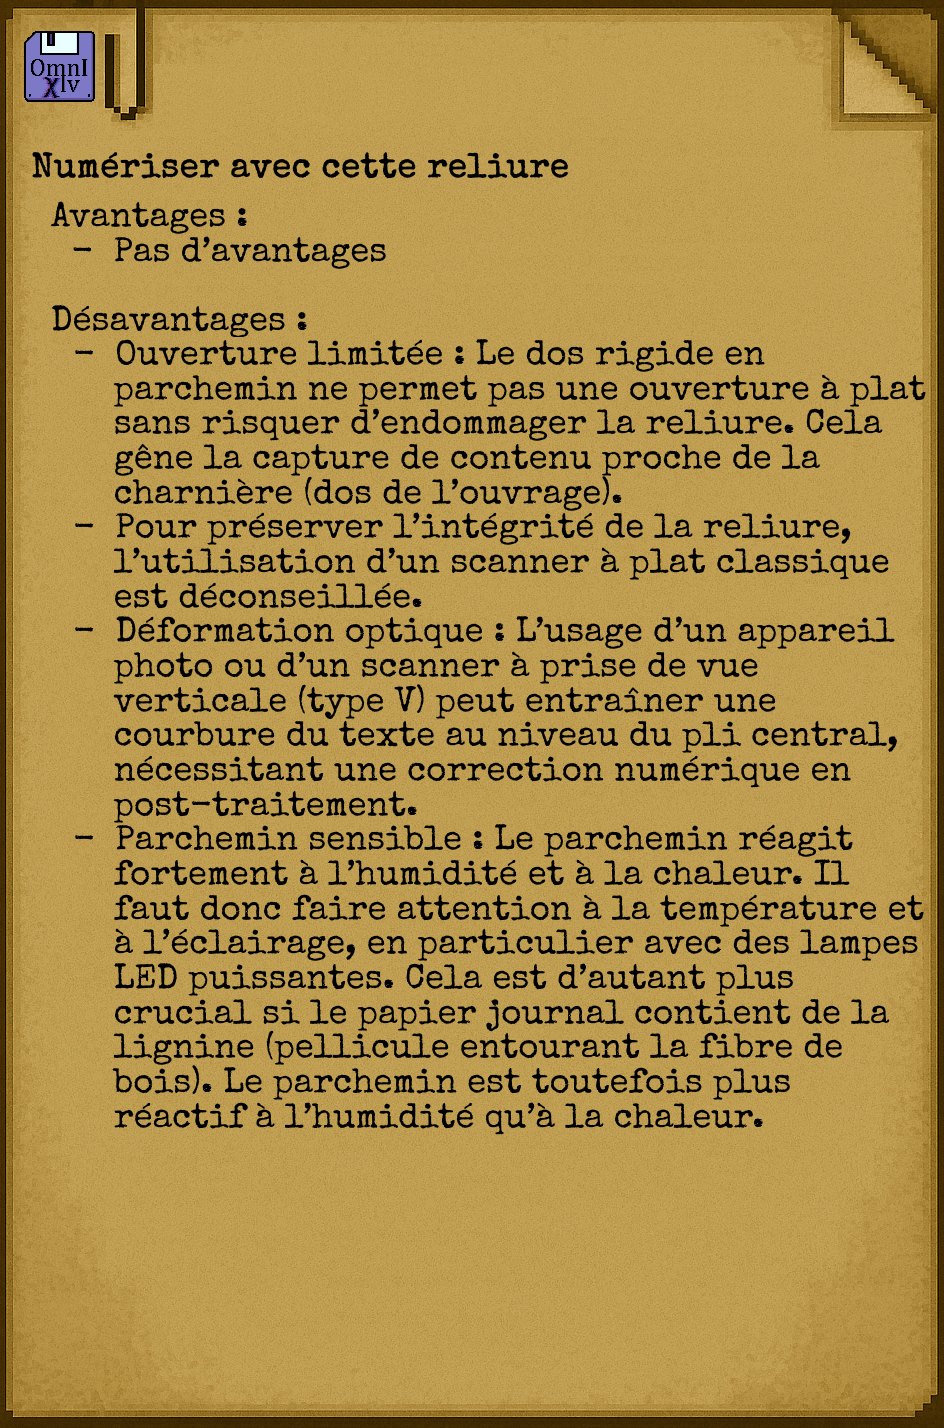 OmnI
χIv
Numériser avec cette reliure
Avantages :
- Pas d’avantages
Désavantages :
- Ouverture limitée : Le dos rigide en
parchemin ne permet pas une ouverture à plat
sans risquer d’endommager la reliure. Cela
gêne la capture de contenu proche de la
charnière (dos de l’ouvrage).
- Pour préserver l’intégrité de la reliure,
l’utilisation d’un scanner à plat classique
est déconseillée.
- Déformation optique : L’usage d’un appareil
photo ou d’un scanner à prise de vue
verticale (type V) peut entraîner une
courbure du texte au niveau du pli central,
nécessitant une correction numérique en
post-traitement.
- Parchemin sensible : Le parchemin réagit
fortement à l’humidité et à la chaleur. Il
faut donc faire attention à la température et
à l’éclairage, en particulier avec des lampes
LED puissantes. Cela est d’autant plus
crucial si le papier journal contient de la
lignine (pellicule entourant la fibre de
bois). Le parchemin est toutefois plus
réactif à l’humidité qu’à la chaleur.